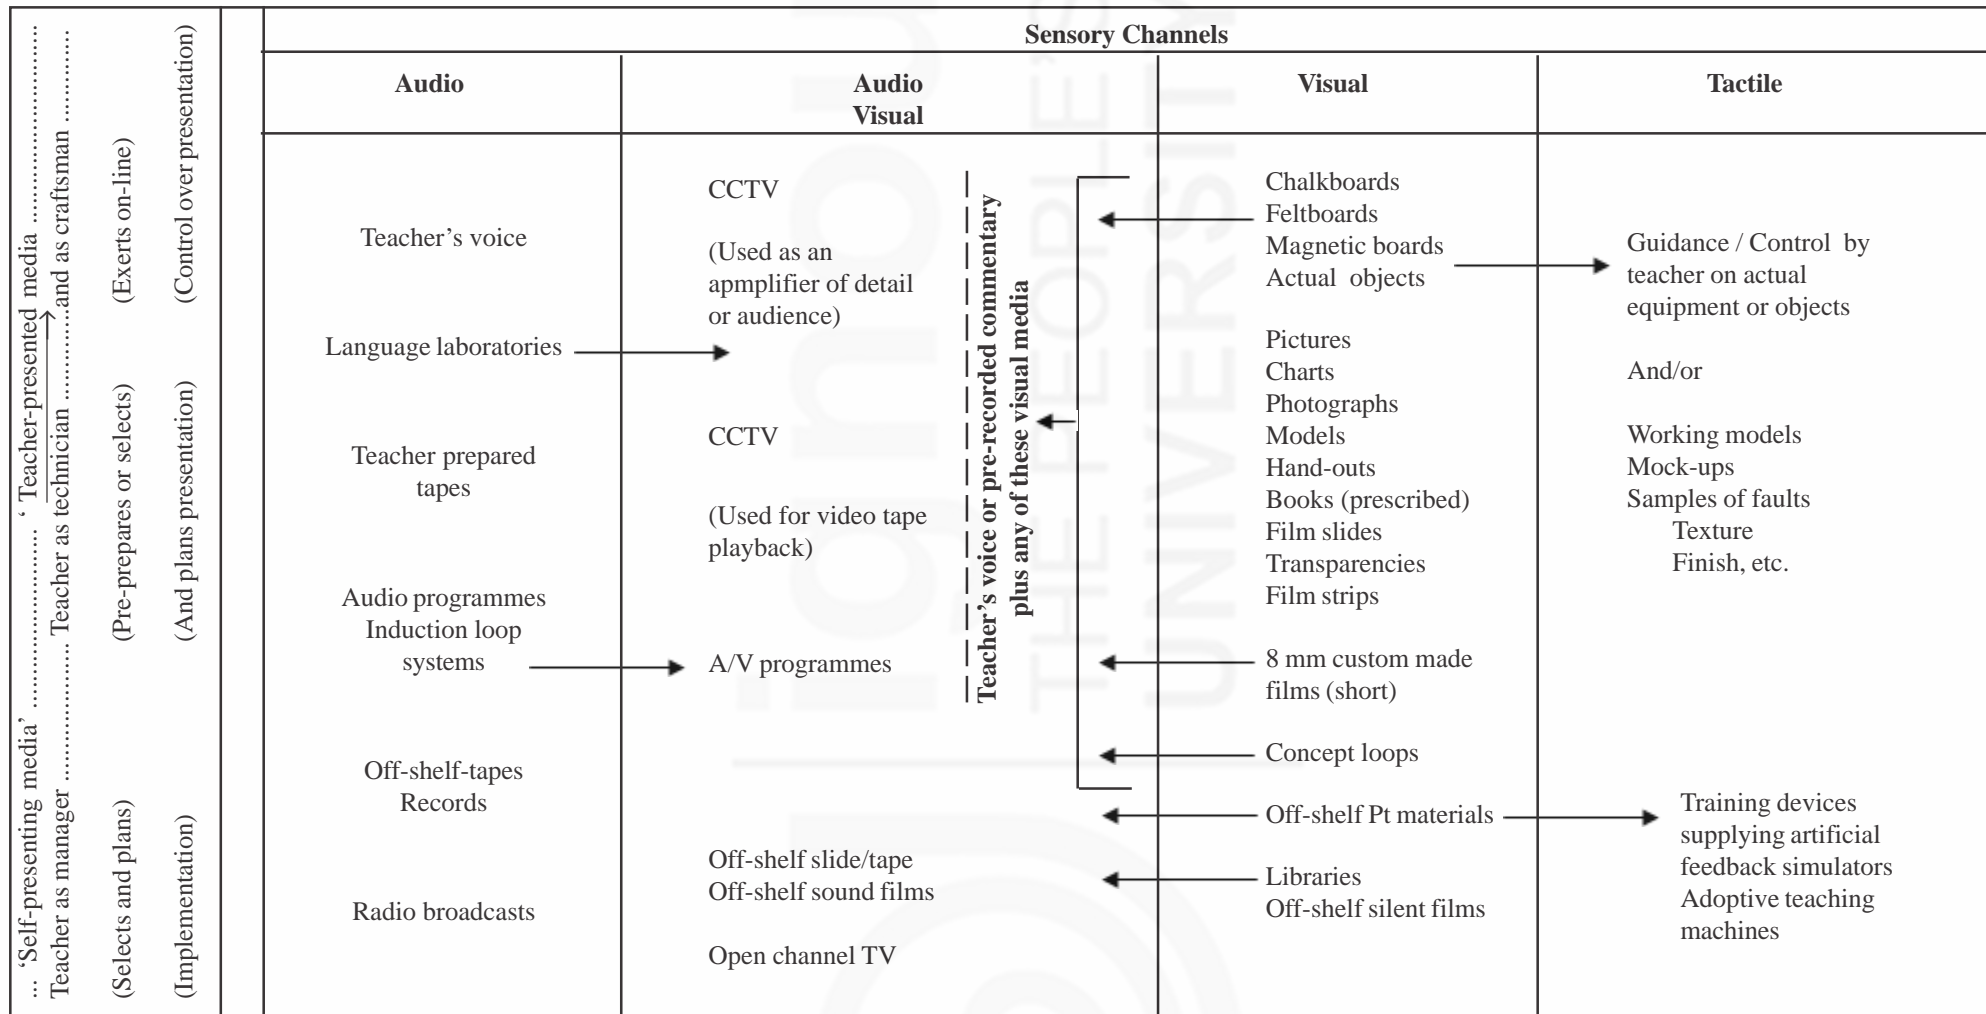 ... ‘Self-presenting media’ ................................. ‘ Teacher-presented media ........................
Teacher as manager ..................... Teacher as technician ...............and as craftsman ...............
(Selects and plans)
(Pre-prepares or selects)
(Exerts on-line)
(Implementation)
(And plans presentation)
(Control over presentation)
Sensory Channels
Audio
Audio
Visual
Visual
Tactile
Teacher’s voice
Language laboratories
Teacher prepared
tapes
Audio programmes
Induction loop
systems
Off-shelf-tapes
Records
Radio broadcasts
CCTV
(Used as an
apmplifier of detail
or audience)
CCTV
(Used for video tape
playback)
A/V programmes
Off-shelf slide/tape
Off-shelf sound films
Open channel TV
Teacher’s voice or pre-recorded commentary
plus any of these visual media
Chalkboards
Feltboards
Magnetic boards
Actual objects
Pictures
Charts
Photographs
Models
Hand-outs
Books (prescribed)
Film slides
Transparencies
Film strips
8 mm custom made
films (short)
Concept loops
Off-shelf Pt materials
Libraries
Off-shelf silent films
Guidance / Control by
teacher on actual
equipment or objects
And/or
Working models
Mock-ups
Samples of faults
Texture
Finish, etc.
Training devices
supplying artificial
feedback simulators
Adoptive teaching
machines
ignou
THE PEOPLE'S
UNIVERSITY